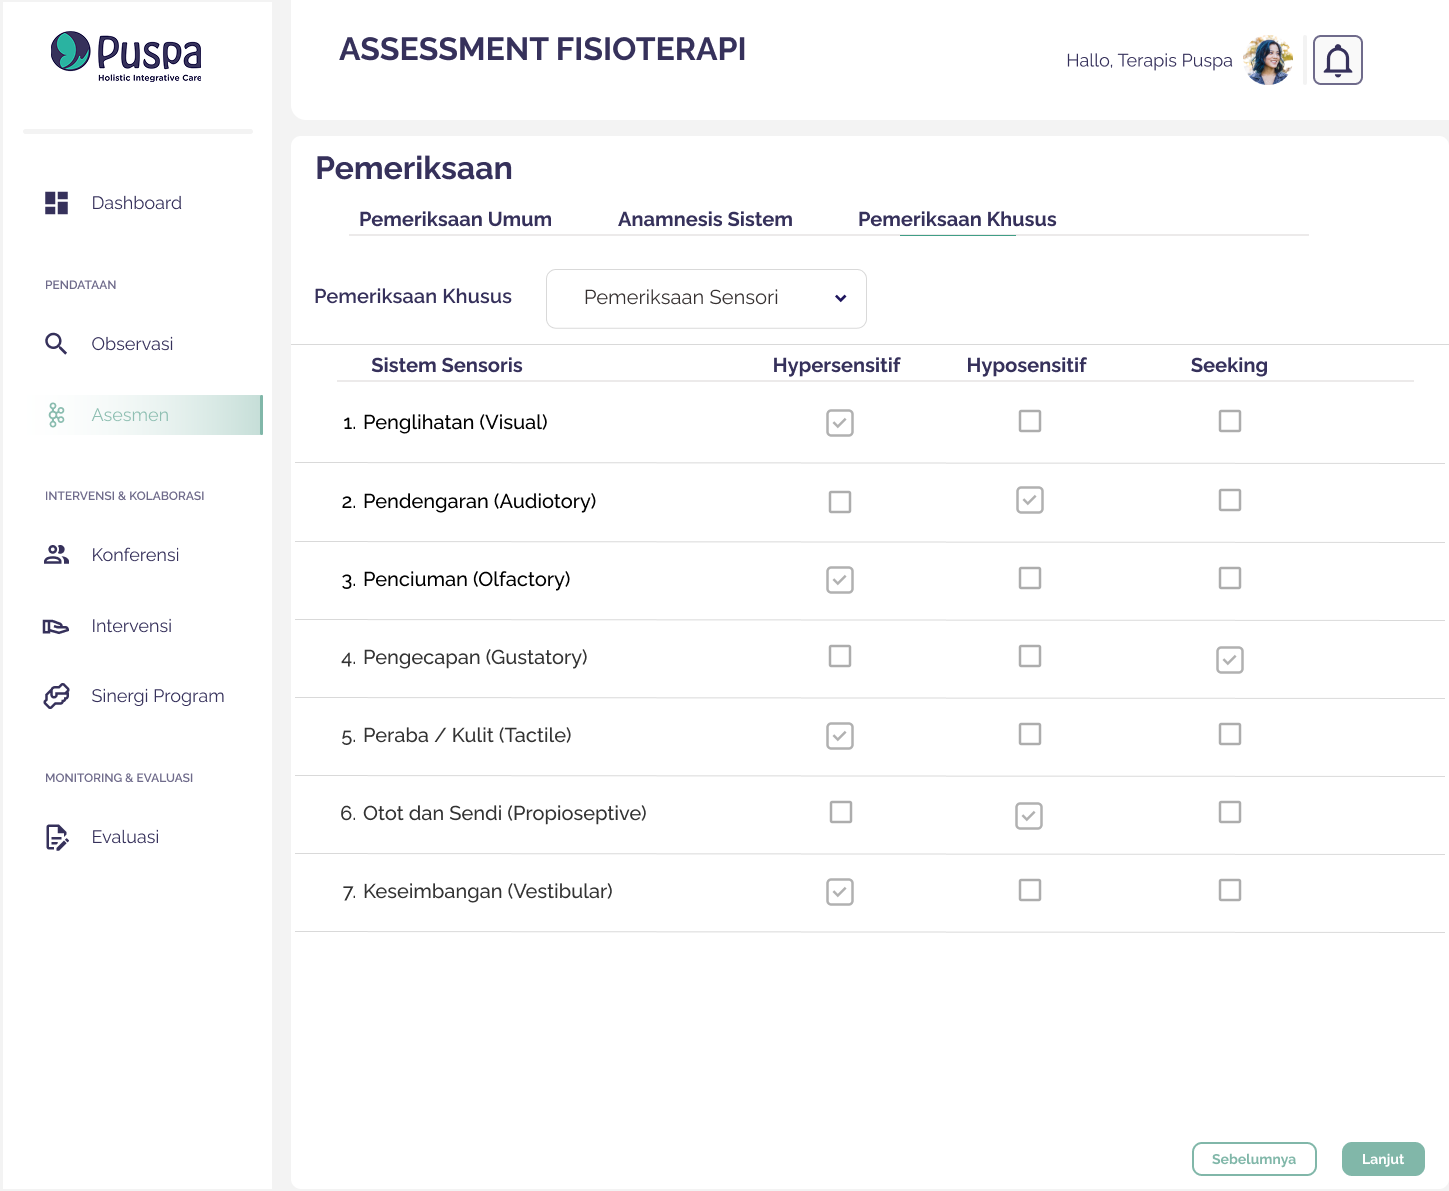 Puspa
Holistic Integrative Care
ASSESSMENT FISIOTERAPI
Hallo, Terapis Puspa
Dashboard
PENDATAAN
Observasi
Asesmen
INTERVENSI & KOLABORASI
Konferensi
Intervensi
Sinergi Program
MONITORING & EVALUASI
Evaluasi
Pemeriksaan
Pemeriksaan Umum Anamnesis Sistem Pemeriksaan Khusus
Pemeriksaan Khusus Pemeriksaan Sensori
Sistem Sensoris Hypersensitif Hyposensitif Seeking
1. Penglihatan (Visual)
2. Pendengaran (Audiotory)
3. Penciuman (Olfactory)
4. Pengecapan (Gustatory)
5. Peraba / Kulit (Tactile)
6. Otot dan Sendi (Propioseptive)
7. Keseimbangan (Vestibular)
Sebelumnya Lanjut